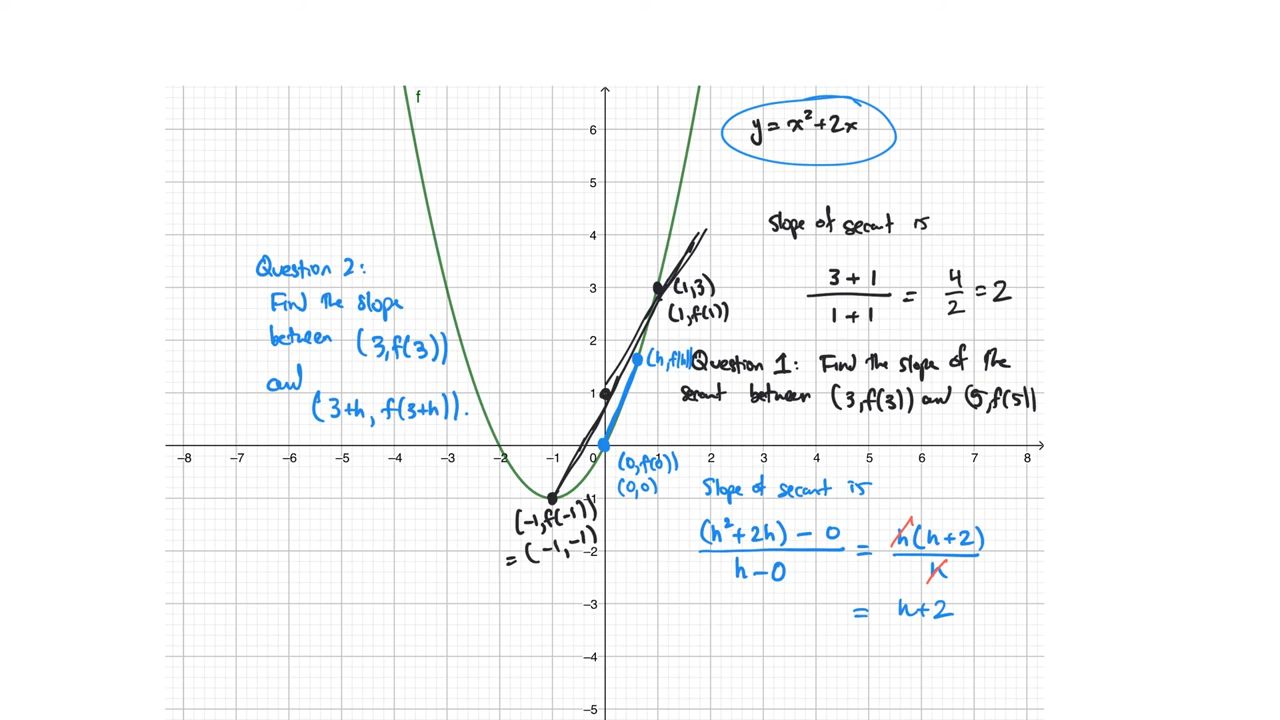 f
y = x² + 2x
Slope of secant is
3 + 1
1 + 1
= 4/2 = 2
(1,3)
(1,f(1))
Question 1: Find the slope of the
secant between (3,f(3)) and (5,f(5))
Question 2:
Find the slope
between (3,f(3))
and
(3+h, f(3+h)).
(h,f(h))
(0,f(0))
(0,0)
(-1,f(-1))
= (-1,-1)
Slope of secant is
(h²+2h) – 0
h – 0
= h(h+2)
h
= h+2
6
5
4
3
2
1
-8 -7 -6 -5 -4 -3 -2 -1 0 1 2 3 4 5 6 7 8
-1
-2
-3
-4
-5